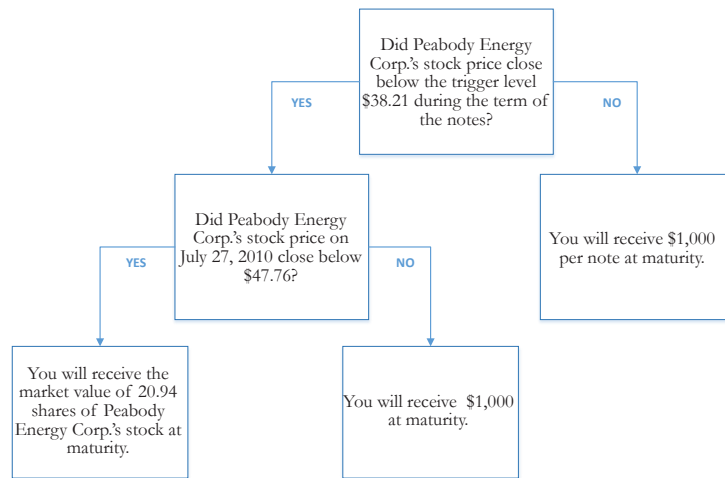 Did Peabody Energy
Corp.'s stock price close
below the trigger level
$38.21 during the term of
the notes?
YES
NO
Did Peabody Energy
Corp.'s stock price on
July 27, 2010 close below
$47.76?
You will receive $1,000
per note at maturity.
YES
NO
You will receive the
market value of 20.94
shares of Peabody
Energy Corp.'s stock at
maturity.
You will receive $1,000
at maturity.